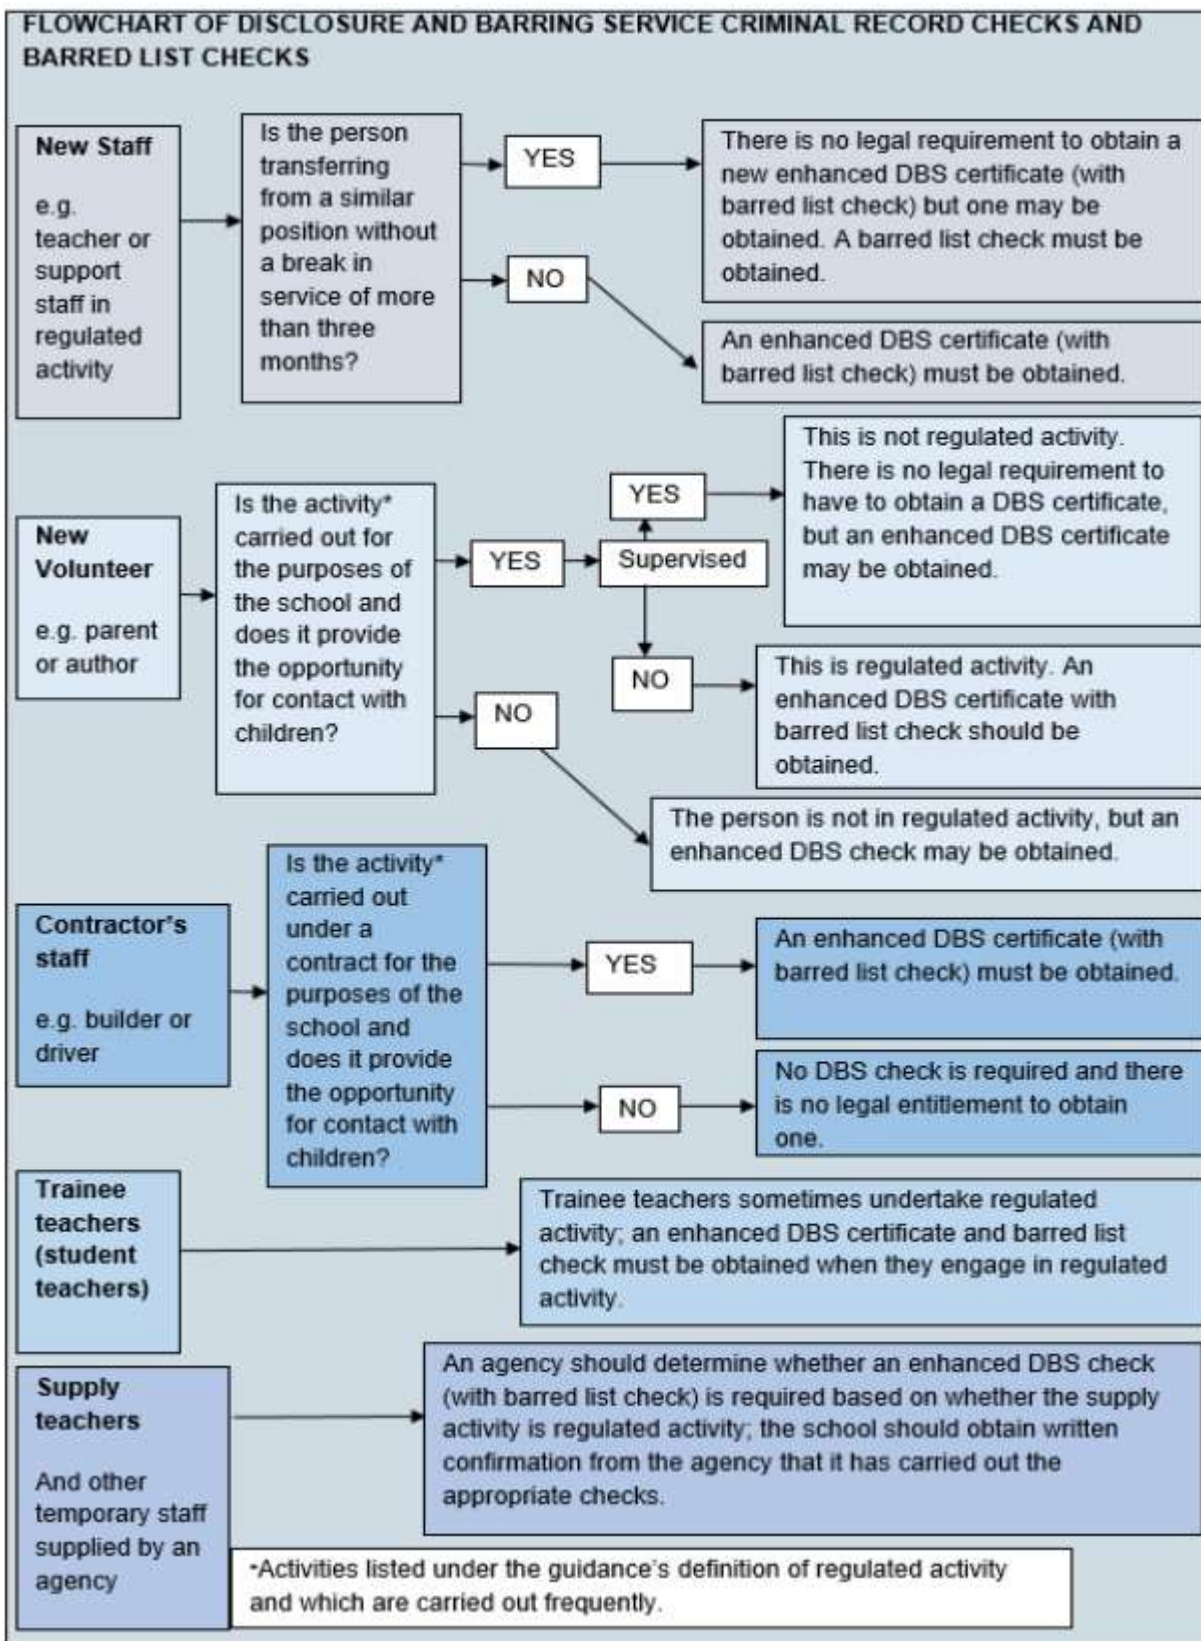 FLOWCHART OF DISCLOSURE AND BARRING SERVICE CRIMINAL RECORD CHECKS AND
BARRED LIST CHECKS
New Staff
e.g.
teacher or
support
staff in
regulated
activity
Is the person
transferring
from a similar
position without
a break in
service of more
than three
months?
YES
There is no legal requirement to obtain a
new enhanced DBS certificate (with
barred list check) but one may be
obtained. A barred list check must be
obtained.
NO
An enhanced DBS certificate (with
barred list check) must be obtained.
New
Volunteer
e.g. parent
or author
Is the activity*
carried out for
the purposes of
the school and
does it provide
the opportunity
for contact with
children?
YES
Supervised
YES
This is not regulated activity.
There is no legal requirement to
have to obtain a DBS certificate,
but an enhanced DBS certificate
may be obtained.
NO
This is regulated activity. An
enhanced DBS certificate with
barred list check should be
obtained.
NO
The person is not in regulated activity, but an
enhanced DBS check may be obtained.
Contractor's
staff
e.g. builder or
driver
Is the activity*
carried out
under a
contract for the
purposes of the
school and
does it provide
the opportunity
for contact with
children?
YES
An enhanced DBS certificate (with
barred list check) must be obtained.
NO
No DBS check is required and there
is no legal entitlement to obtain
one.
Trainee
teachers
(student
teachers)
Trainee teachers sometimes undertake regulated
activity; an enhanced DBS certificate and barred list
check must be obtained when they engage in regulated
activity.
Supply
teachers
And other
temporary staff
supplied by an
agency
An agency should determine whether an enhanced DBS check
(with barred list check) is required based on whether the supply
activity is regulated activity; the school should obtain written
confirmation from the agency that it has carried out the
appropriate checks.
*Activities listed under the guidance's definition of regulated activity
and which are carried out frequently.